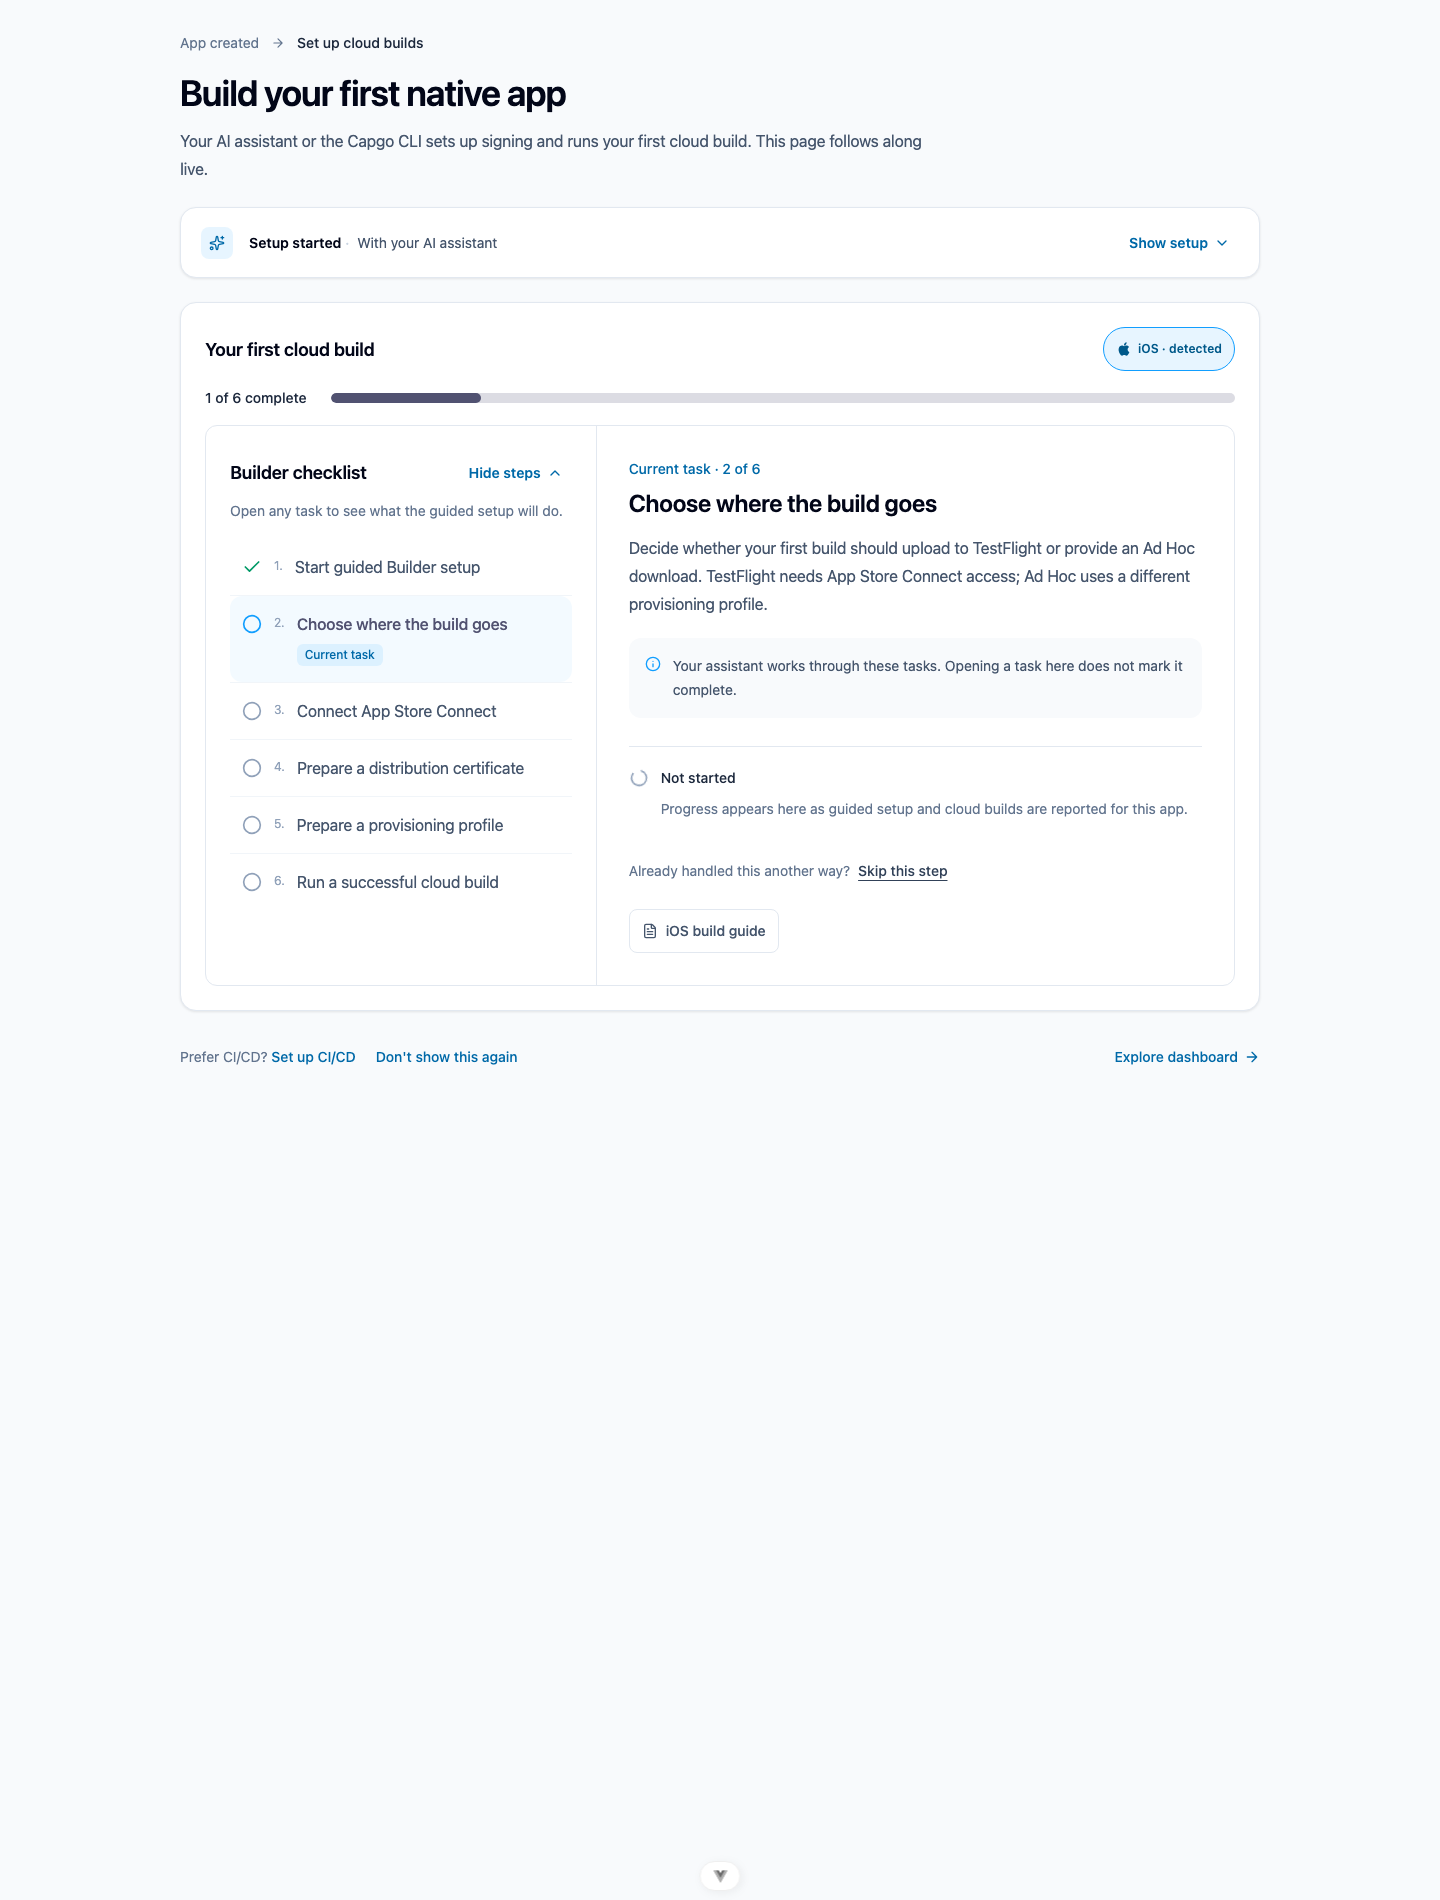 App created → Set up cloud builds
Build your first native app
Your AI assistant or the Capgo CLI sets up signing and runs your first cloud build. This page follows along
live.
Setup started · With your AI assistant
Show setup
Your first cloud build
iOS · detected
1 of 6 complete
Builder checklist
Hide steps
Open any task to see what the guided setup will do.
1. Start guided Builder setup
2. Choose where the build goes
Current task
3. Connect App Store Connect
4. Prepare a distribution certificate
5. Prepare a provisioning profile
6. Run a successful cloud build
Current task · 2 of 6
Choose where the build goes
Decide whether your first build should upload to TestFlight or provide an Ad Hoc
download. TestFlight needs App Store Connect access; Ad Hoc uses a different
provisioning profile.
Your assistant works through these tasks. Opening a task here does not mark it
complete.
Not started
Progress appears here as guided setup and cloud builds are reported for this app.
Already handled this another way? Skip this step
iOS build guide
Prefer CI/CD? Set up CI/CD Don't show this again
Explore dashboard →